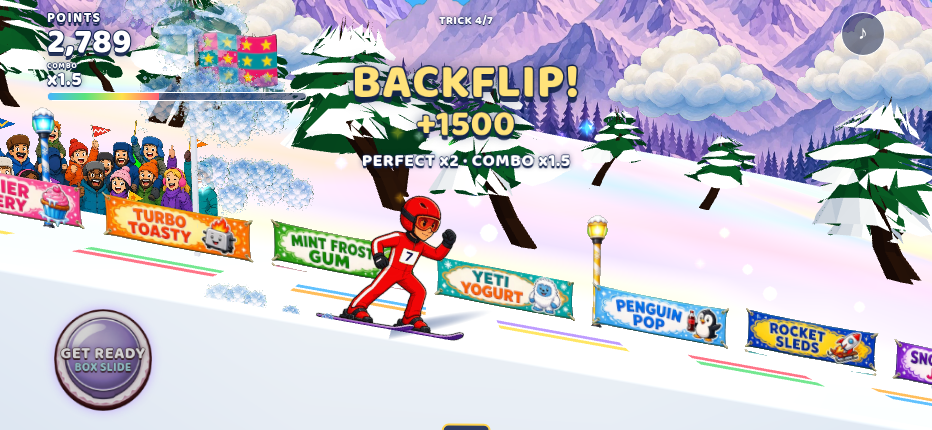 POINTS
2,789
COMBO
x1.5
TRICK 4/7
♪
BACKFLIP!
+1500
PERFECT x2 • COMBO x1.5
TURBO
TOASTY
MINT FROST
GUM
7
YETI
YOGURT
PENGUIN
POP
ROCKET
SLEDS
GET READY
BOX SLIDE